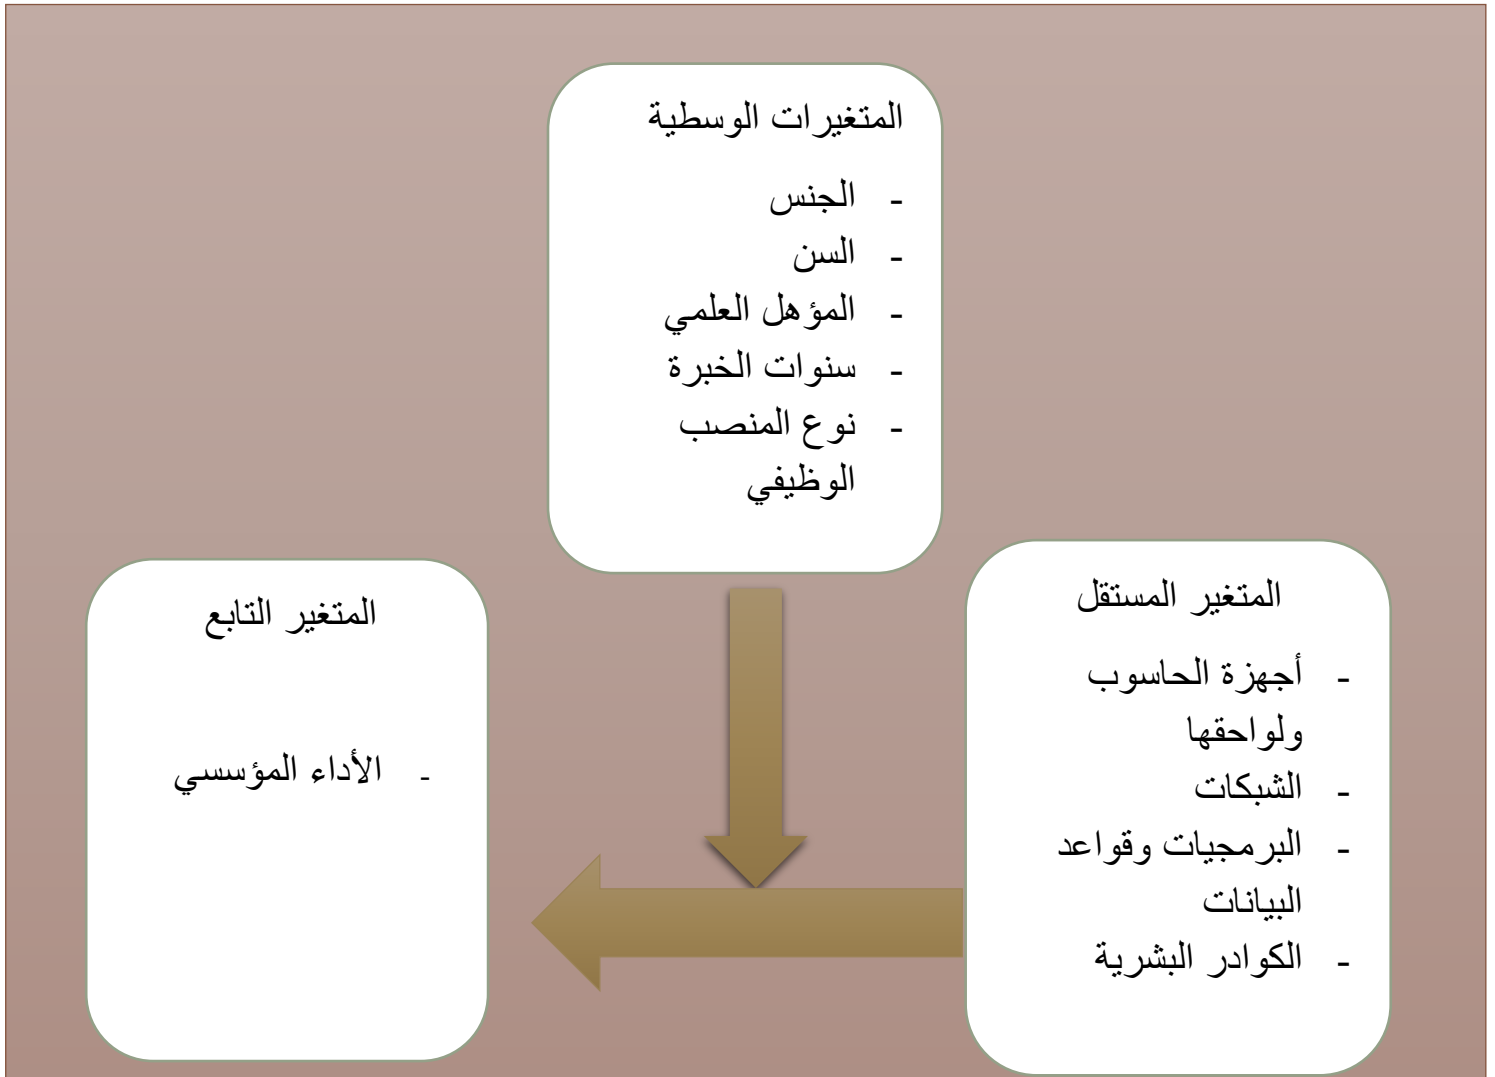 المتغيرات الوسطية
- الجنس
- السن
- المؤهل العلمي
- سنوات الخبرة
- نوع المنصب
الوظيفي
المتغير المستقل
- أجهزة الحاسوب
ولواحقها
- الشبكات
- البرمجيات وقواعد
البيانات
- الكوادر البشرية
المتغير التابع
- الأداء المؤسسي